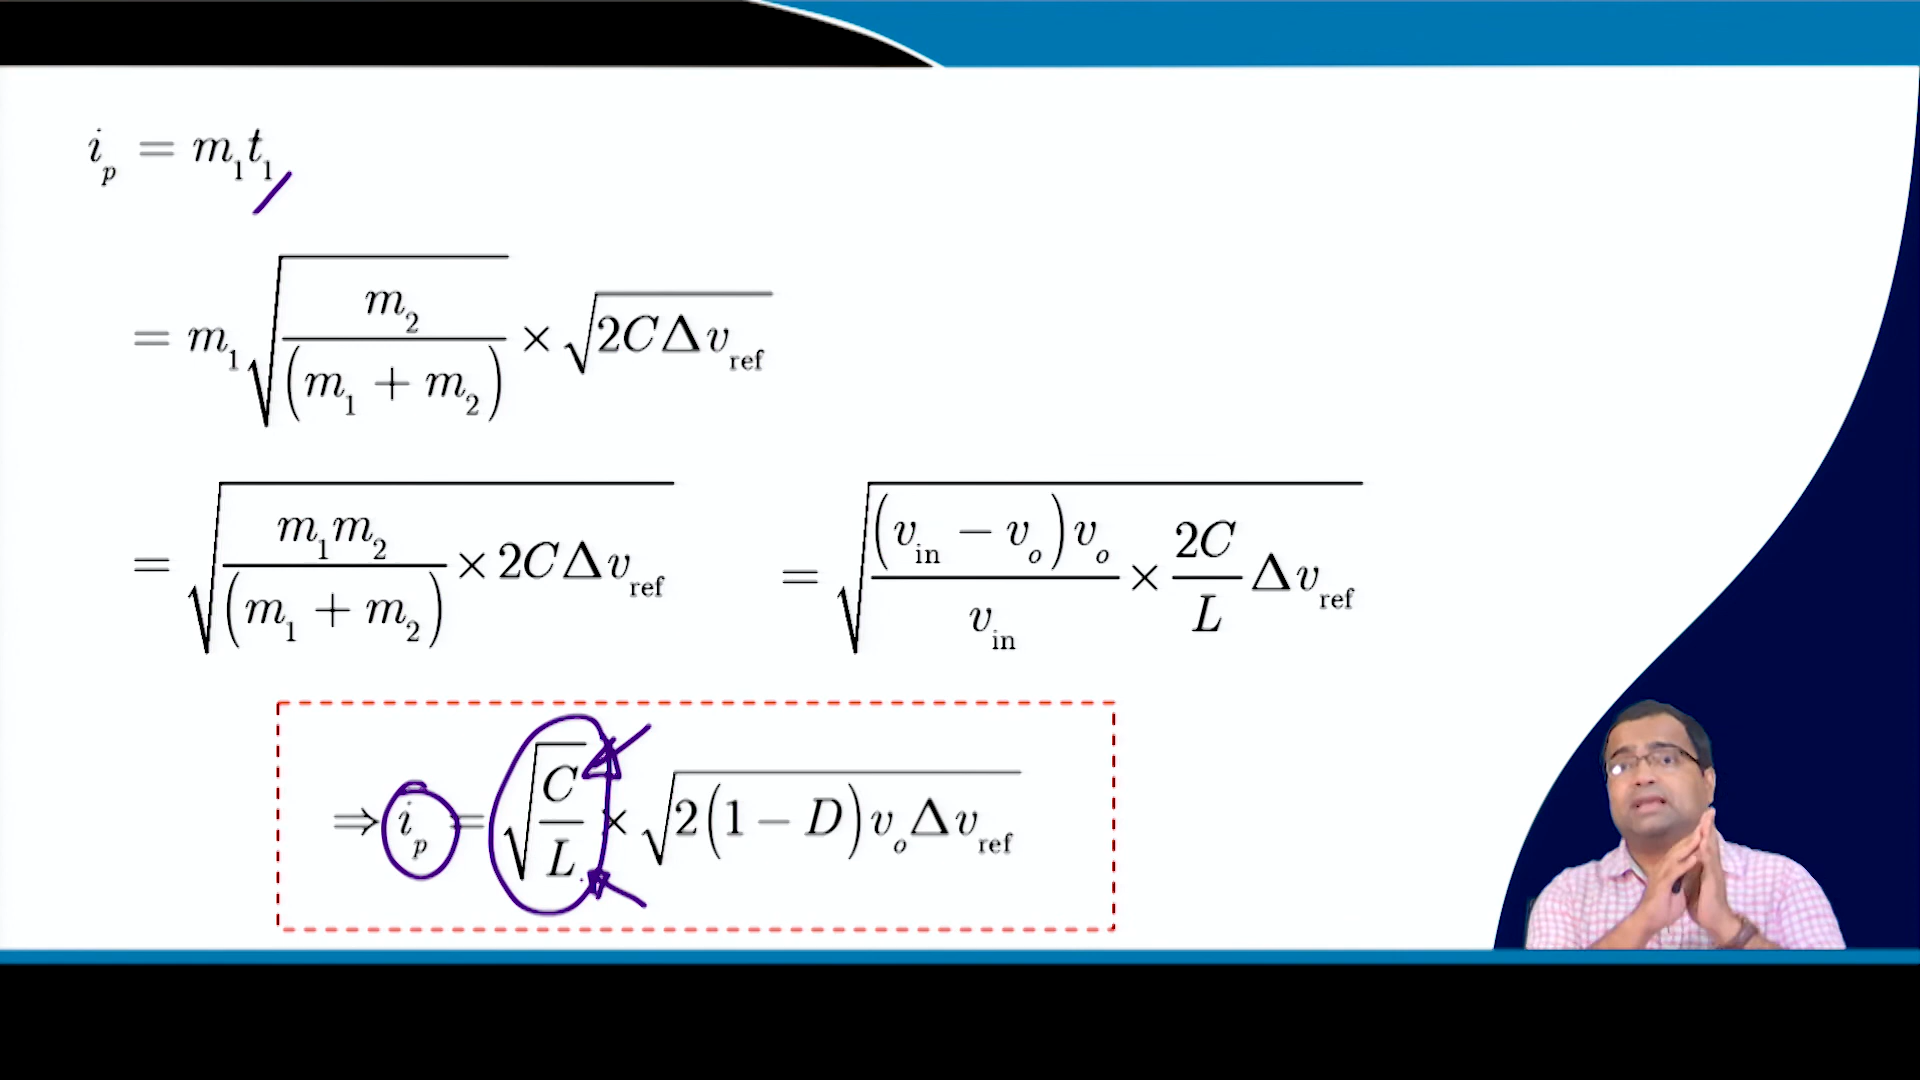 i_p = m_1 t_1
= m_1 √(m_2 / (m_1 + m_2)) × √(2CΔv_ref)
= √(m_1 m_2 / (m_1 + m_2) × 2CΔv_ref) = √((v_in − v_o)v_o / v_in × 2C/L Δv_ref)
⇒ i_p = √(C/L) × √(2(1 − D)v_o Δv_ref)